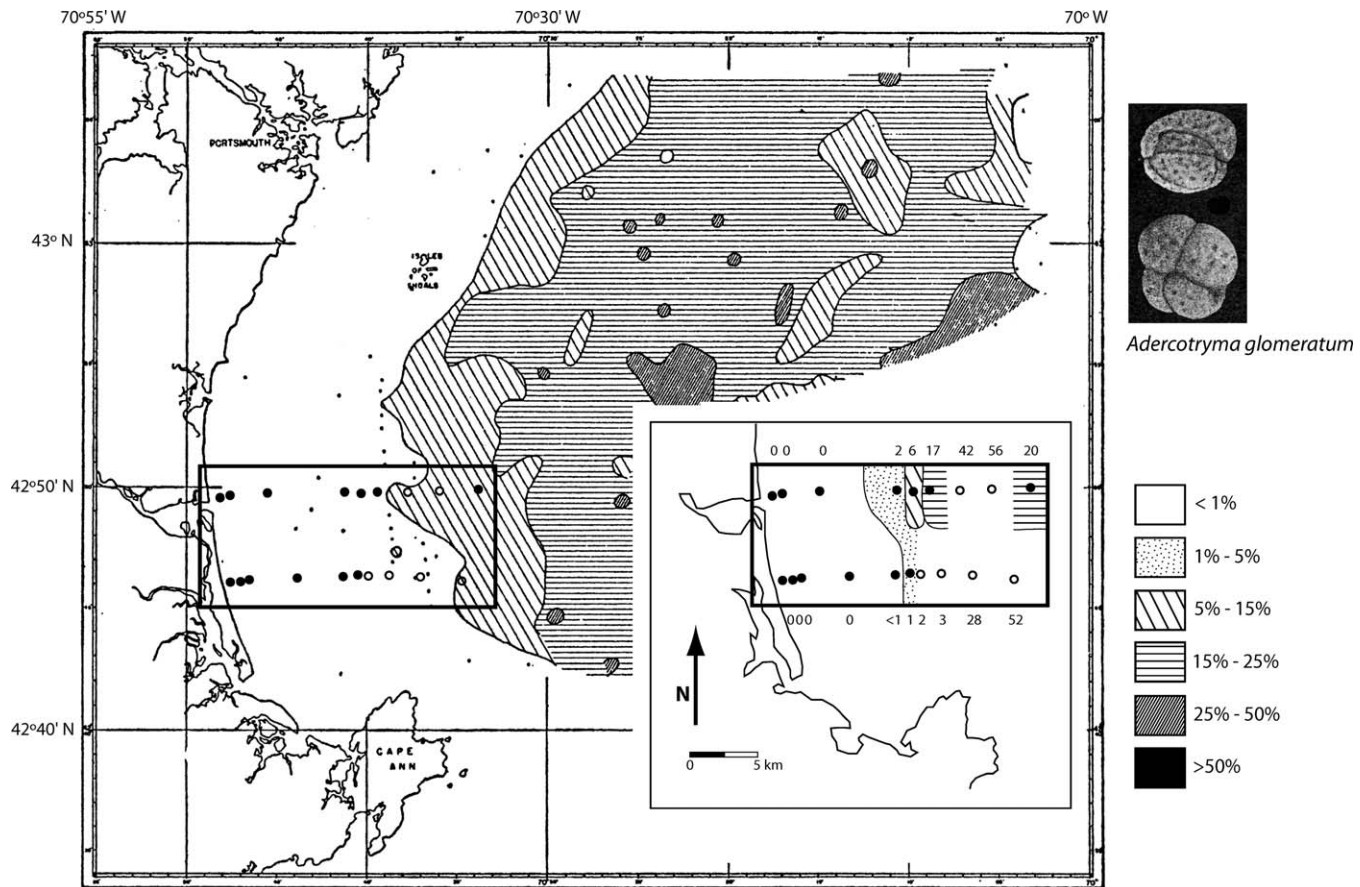 70°55' W
70°30' W
70° W
PORTSMOUTH
43° N
ISLES
OF
SHOALS
42°50' N
42°40' N
CAPE
ANN
0 0 0 2 6 17 42 56 20
000 0 <1 1 2 3 28 52
N
0 5 km
Adercotryma glomeratum
< 1%
1% - 5%
5% - 15%
15% - 25%
25% - 50%
>50%